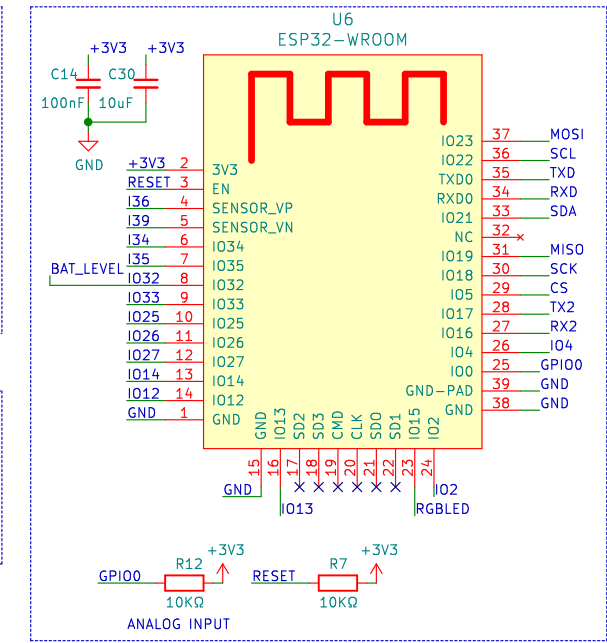 U6
ESP32-WROOM
+3V3 +3V3
C14 C30
100nF 10uF
GND
+3V3 2 3V3
RESET 3 EN
I36 4 SENSOR_VP
I39 5 SENSOR_VN
I34 6 IO34
I35 7 IO35
BAT_LEVEL
IO32 8 IO32
IO33 9 IO33
IO25 10 IO25
IO26 11 IO26
IO27 12 IO27
IO14 13 IO14
IO12 14 IO12
GND 1 GND
IO23 37 MOSI
IO22 36 SCL
TXD0 35 TXD
RXD0 34 RXD
IO21 33 SDA
NC 32
IO19 31 MISO
IO18 30 SCK
IO5 29 CS
IO17 28 TX2
IO16 27 RX2
IO4 26 IO4
IO0 25 GPIO0
GND-PAD 39 GND
GND 38 GND
GND 15 GND
IO13 16 IO13
SD2 17
SD3 18
CMD 19
CLK 20
SD0 21
SD1 22
IO15 23 RGBLED
IO2 24 IO2
GPIO0 R12 +3V3
10KΩ
RESET R7 +3V3
10KΩ
ANALOG INPUT